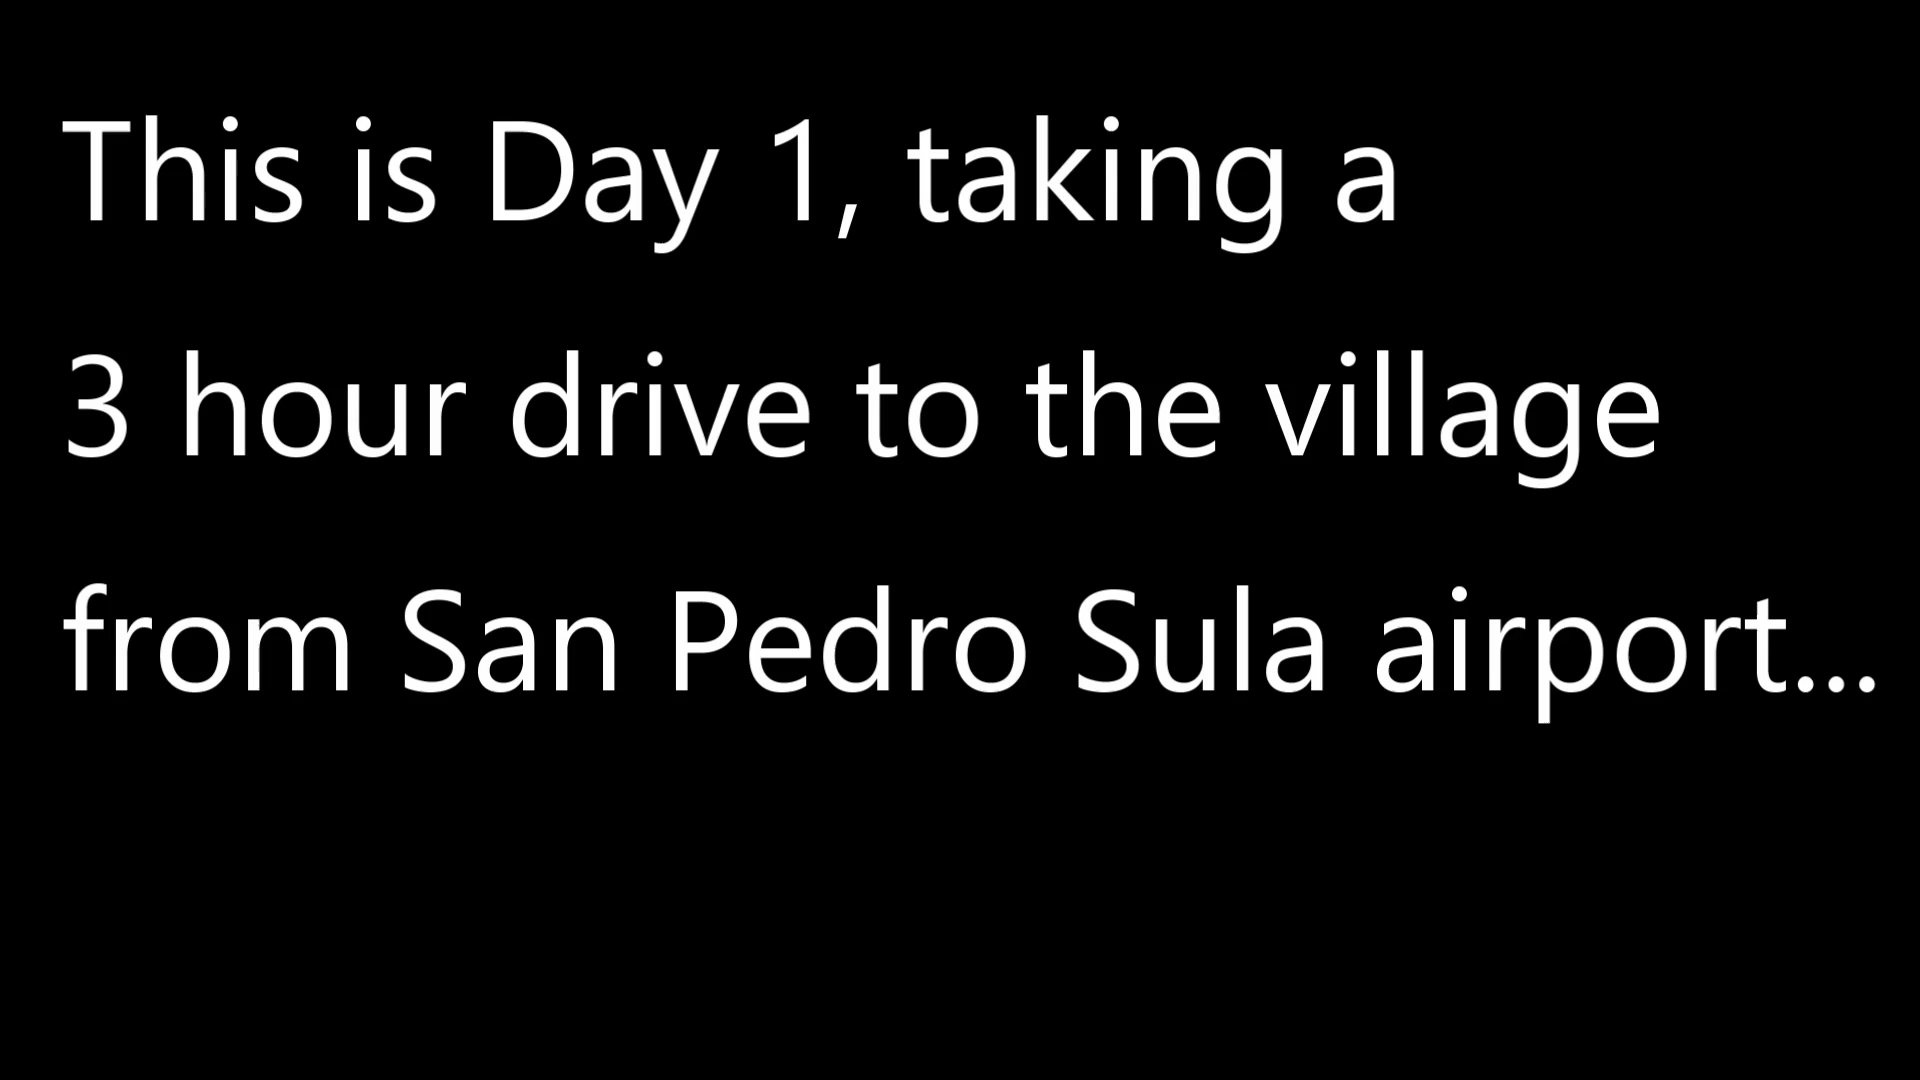 This is Day 1, taking a
3 hour drive to the village
from San Pedro Sula airport...